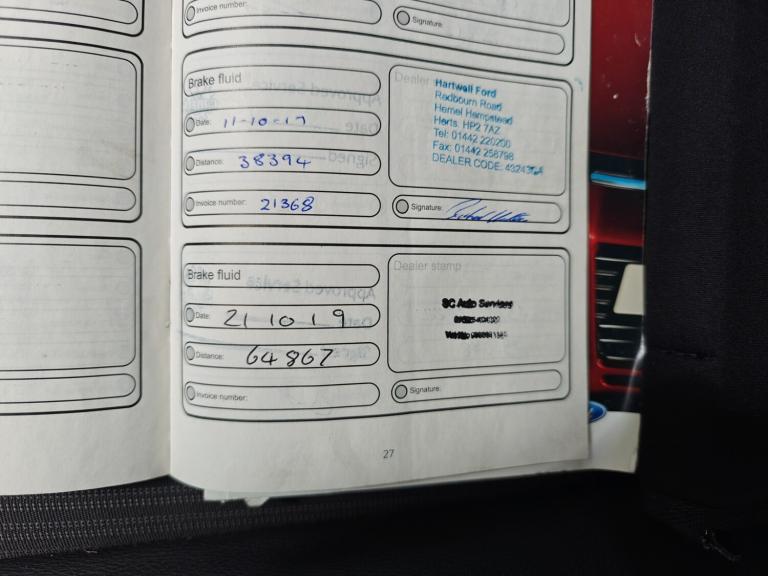 Invoice number:
Signature:
Brake fluid
Date: 11-10-17
Distance: 38394
Invoice number: 21368
Dealer
Hartwell Ford
Redbourn Road
Hemel Hempstead
Herts. HP2 7AZ
Tel: 01442 220200
Fax: 01442 258798
DEALER CODE:
Signature:
Brake fluid
Date: 21 10 19
Distance: 64867
Invoice number:
Dealer stamp
SC Auto Services
Signature:
27